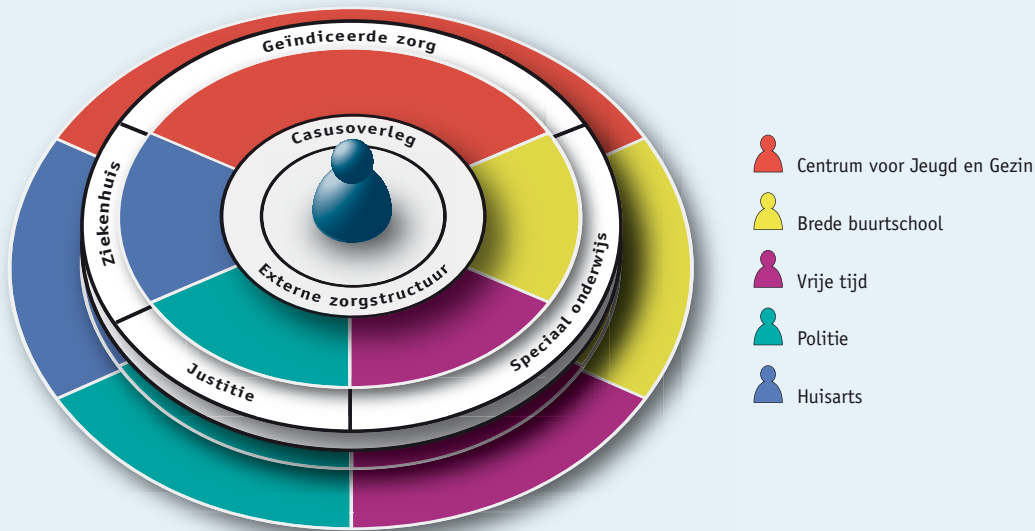 Geïndiceerde zorg
Casusoverleg
Ziekenhuis
Externe zorgstructuur
Speciaal onderwijs
Justitie
Centrum voor Jeugd en Gezin
Brede buurtschool
Vrije tijd
Politie
Huisarts